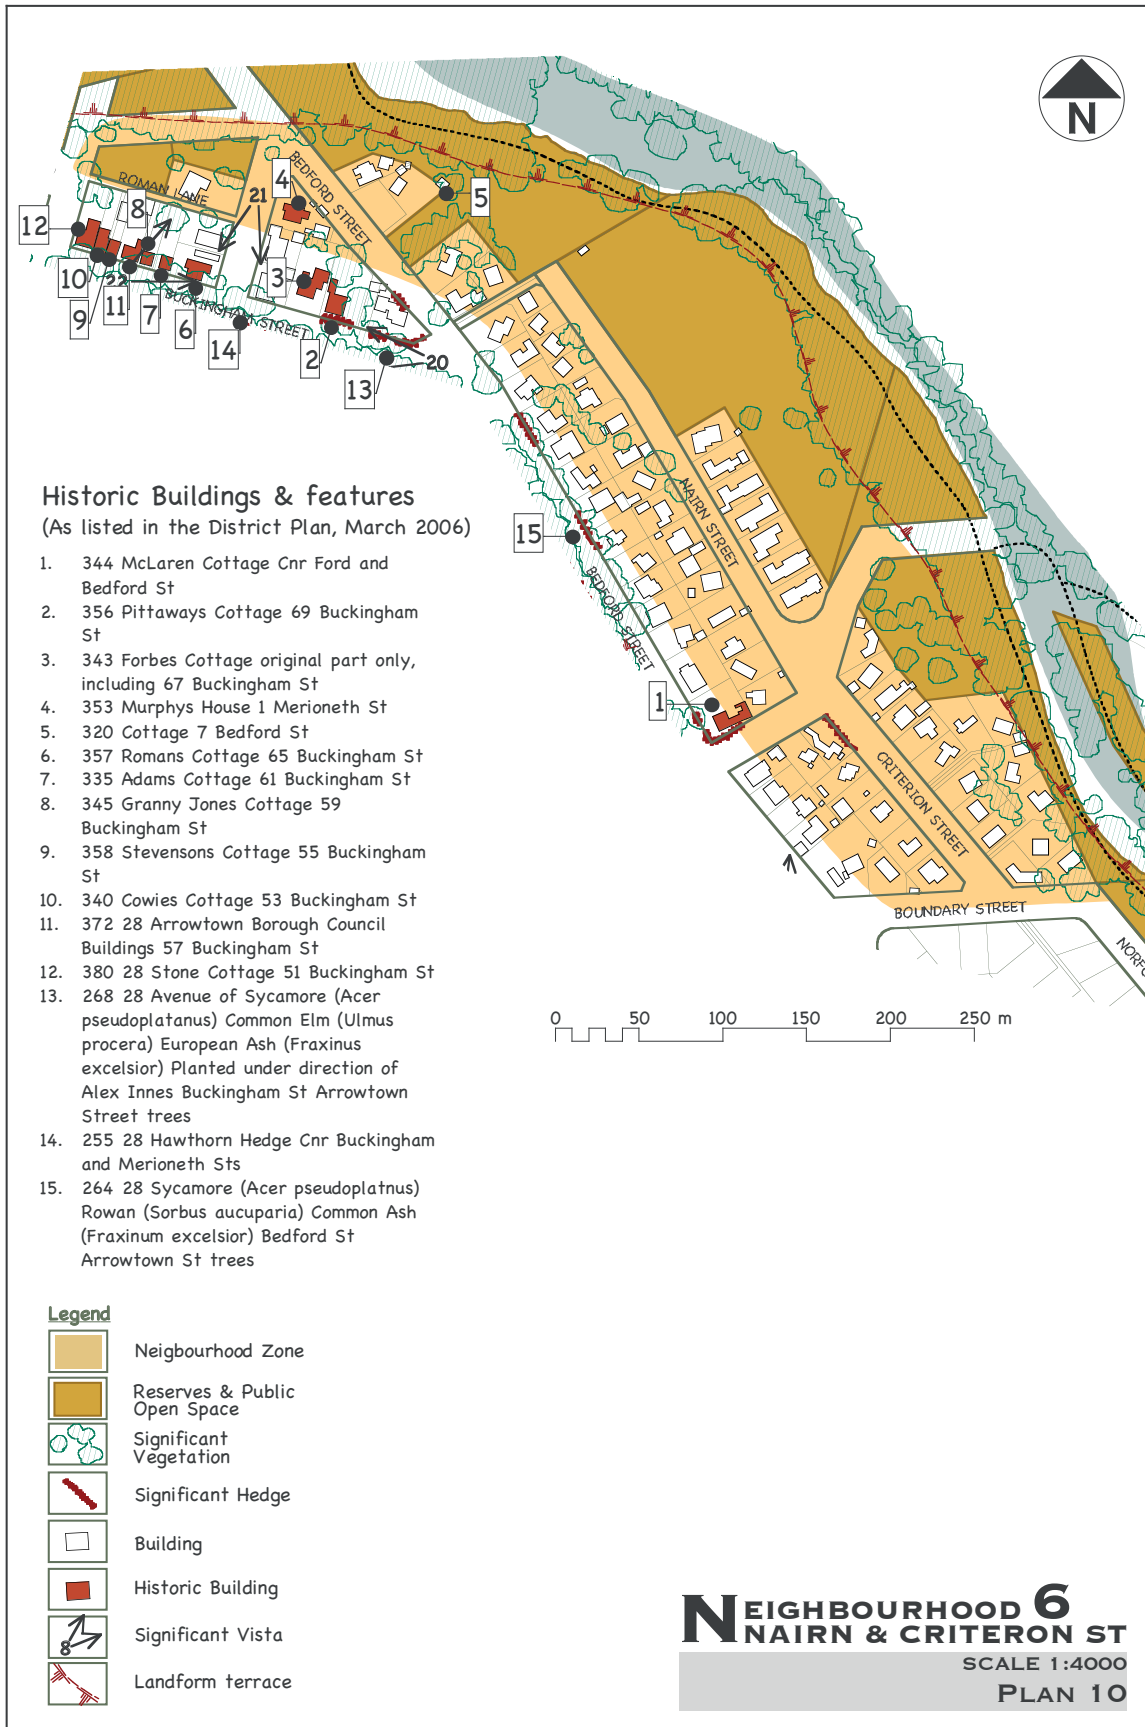 N
BEDFORD STREET
ROMAN LANE
4
5
21
8
12
3
10
22
9
11
7
6
BUCKINGHAM STREET
14
2
20
13
NAIRN STREET
15
BEDFORD STREET
1
CRITERION STREET
BOUNDARY STREET
Historic Buildings & features
(As listed in the District Plan, March 2006)
1. 344 McLaren Cottage Cnr Ford and
Bedford St
2. 356 Pittaways Cottage 69 Buckingham
St
3. 343 Forbes Cottage original part only,
including 67 Buckingham St
4. 353 Murphys House 1 Merioneth St
5. 320 Cottage 7 Bedford St
6. 357 Romans Cottage 65 Buckingham St
7. 335 Adams Cottage 61 Buckingham St
8. 345 Granny Jones Cottage 59
Buckingham St
9. 358 Stevensons Cottage 55 Buckingham
St
10. 340 Cowies Cottage 53 Buckingham St
11. 372 28 Arrowtown Borough Council
Buildings 57 Buckingham St
12. 380 28 Stone Cottage 51 Buckingham St
13. 268 28 Avenue of Sycamore (Acer
pseudoplatanus) Common Elm (Ulmus
procera) European Ash (Fraxinus
excelsior) Planted under direction of
Alex Innes Buckingham St Arrowtown
Street trees
14. 255 28 Hawthorn Hedge Cnr Buckingham
and Merioneth Sts
15. 264 28 Sycamore (Acer pseudoplatnus)
Rowan (Sorbus aucuparia) Common Ash
(Fraxinum excelsior) Bedford St
Arrowtown St trees
0 50 100 150 200 250 m
Legend
Neigbourhood Zone
Reserves & Public
Open Space
Significant
Vegetation
Significant Hedge
Building
Historic Building
8
Significant Vista
Landform terrace
NEIGHBOURHOOD 6
NAIRN & CRITERON ST
SCALE 1:4000
PLAN 10